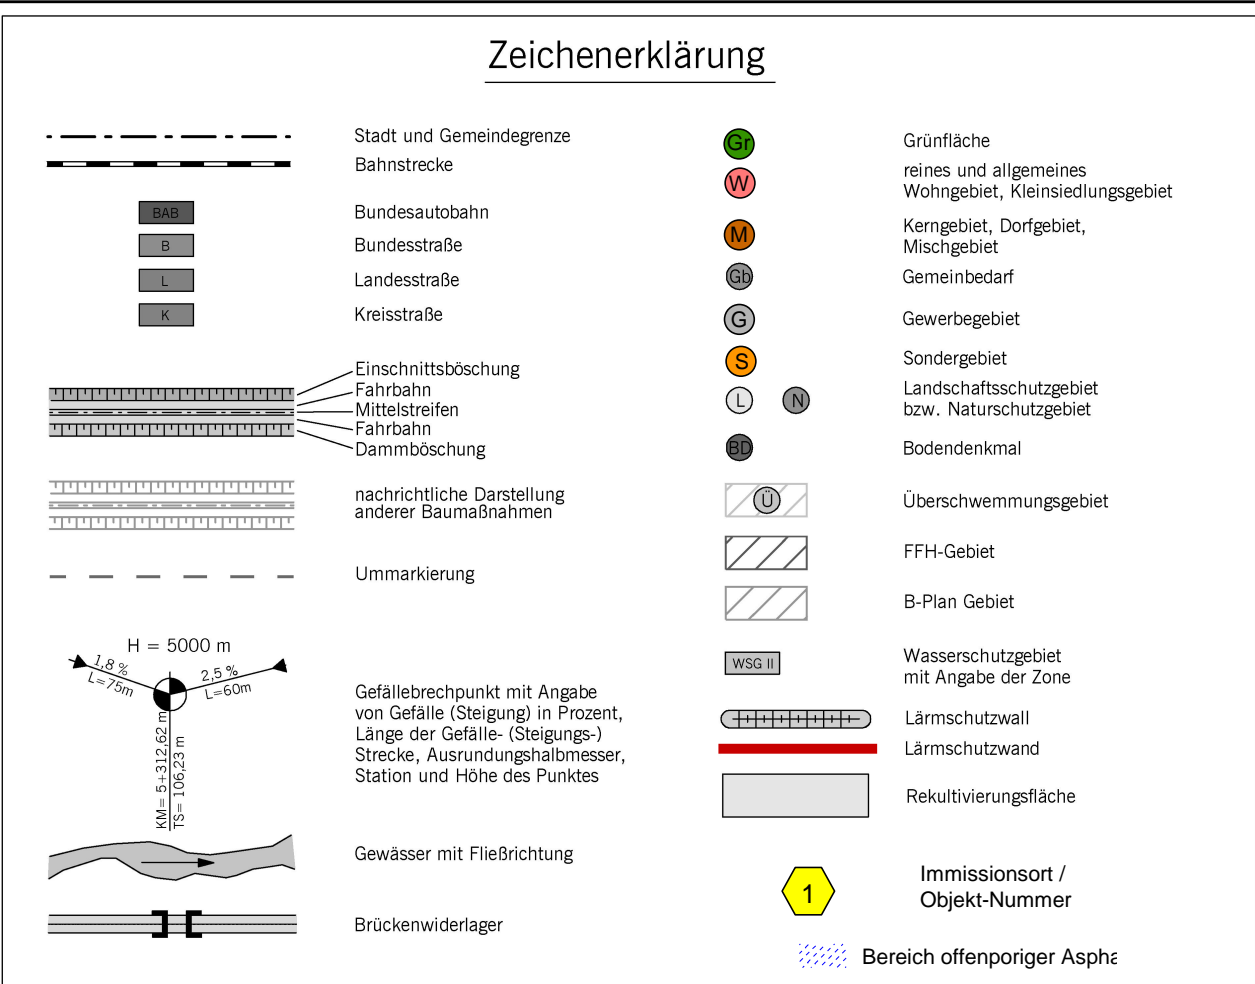 Zeichenerklärung
Stadt und Gemeindegrenze
Bahnstrecke
BAB
Bundesautobahn
B
Bundesstraße
L
Landesstraße
K
Kreisstraße
Einschnittsböschung
Fahrbahn
Mittelstreifen
Fahrbahn
Dammböschung
nachrichtliche Darstellung
anderer Baumaßnahmen
Ummarkierung
H = 5000 m
1,8 %
L=75m
2,5 %
L=60m
KM= 5+312,62 m
TS= 106,23 m
Gefällebrechpunkt mit Angabe
von Gefälle (Steigung) in Prozent,
Länge der Gefälle- (Steigungs-)
Strecke, Ausrundungshalbmesser,
Station und Höhe des Punktes
Gewässer mit Fließrichtung
Brückenwiderlager
Gr
Grünfläche
W
reines und allgemeines
Wohngebiet, Kleinsiedlungsgebiet
M
Kerngebiet, Dorfgebiet,
Mischgebiet
Gb
Gemeinbedarf
G
Gewerbegebiet
S
Sondergebiet
L N
Landschaftsschutzgebiet
bzw. Naturschutzgebiet
BD
Bodendenkmal
Ü
Überschwemmungsgebiet
FFH-Gebiet
B-Plan Gebiet
WSG II
Wasserschutzgebiet
mit Angabe der Zone
Lärmschutzwall
Lärmschutzwand
Rekultivierungsfläche
1
Immissionsort /
Objekt-Nummer
Bereich offenporiger Aspha